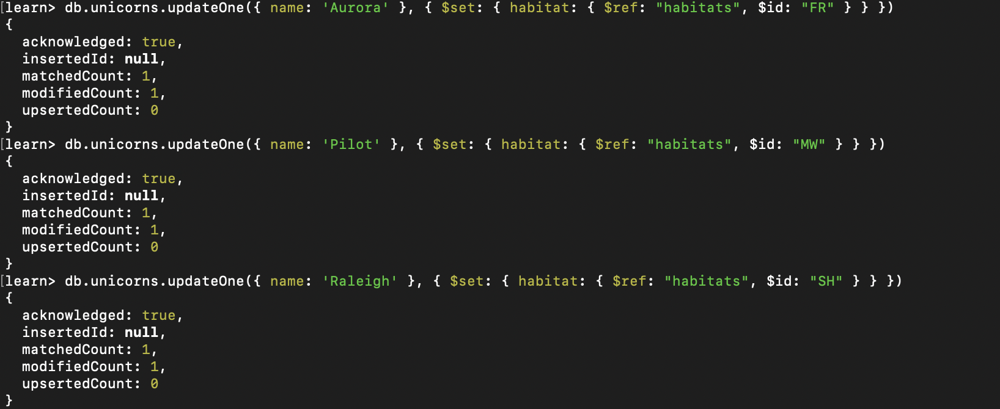 [learn> db.unicorns.updateOne({ name: 'Aurora' }, { $set: { habitat: { $ref: "habitats", $id: "FR" } } })
{
  acknowledged: true,
  insertedId: null,
  matchedCount: 1,
  modifiedCount: 1,
  upsertedCount: 0
}
[learn> db.unicorns.updateOne({ name: 'Pilot' }, { $set: { habitat: { $ref: "habitats", $id: "MW" } } })
{
  acknowledged: true,
  insertedId: null,
  matchedCount: 1,
  modifiedCount: 1,
  upsertedCount: 0
}
[learn> db.unicorns.updateOne({ name: 'Raleigh' }, { $set: { habitat: { $ref: "habitats", $id: "SH" } } })
{
  acknowledged: true,
  insertedId: null,
  matchedCount: 1,
  modifiedCount: 1,
  upsertedCount: 0
}